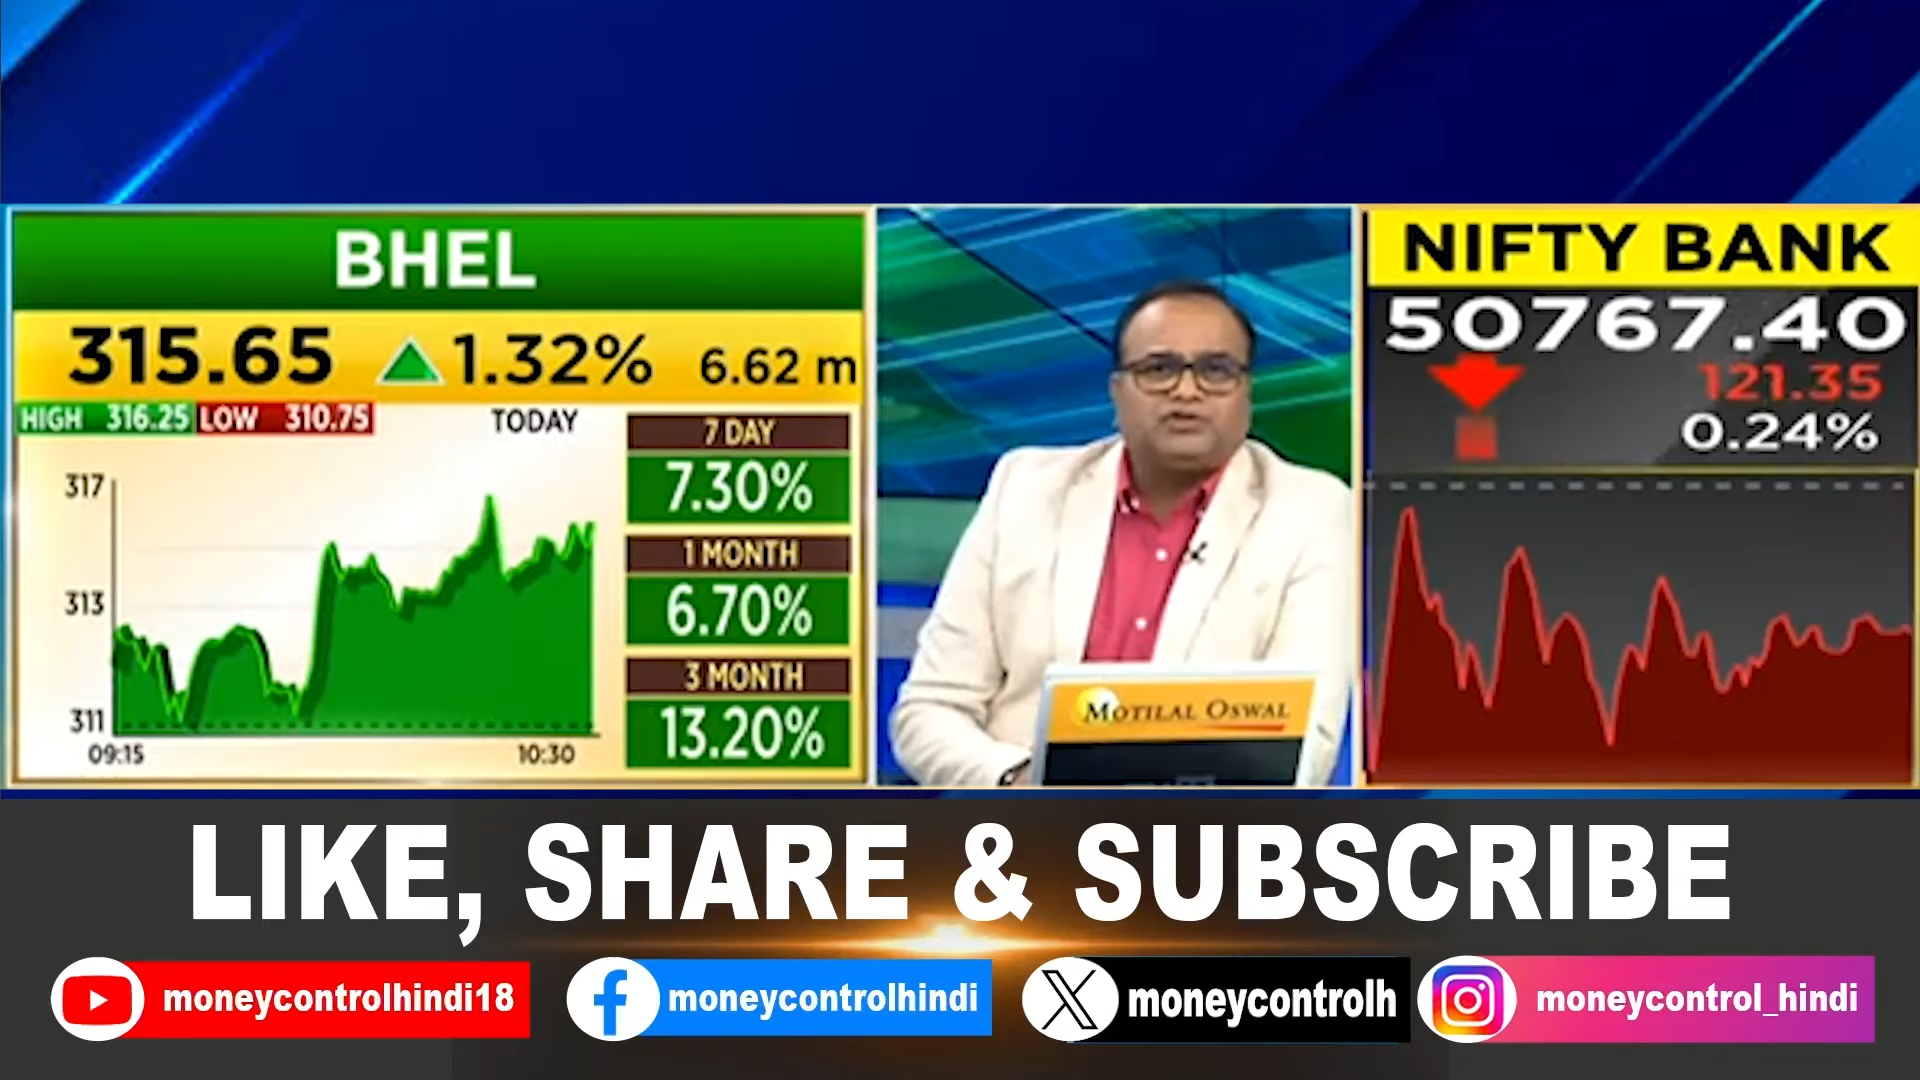 BHEL
315.65 ▲ 1.32% 6.62 m
HIGH 316.25 LOW 310.75
TODAY
317
313
311
09:15 10:30
7 DAY
7.30%
1 MONTH
6.70%
3 MONTH
13.20%
MOTILAL OSWAL
NIFTY BANK
50767.40
121.35
0.24%
LIKE, SHARE & SUBSCRIBE
moneycontrolhindi18
moneycontrolhindi
moneycontrolh
moneycontrol_hindi